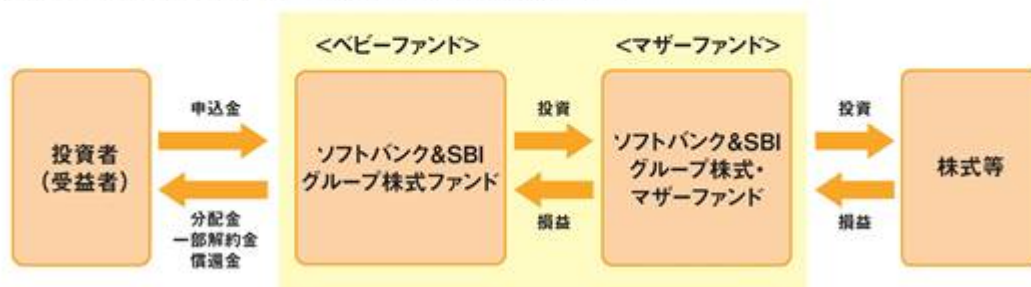 <ベビーファンド>
<マザーファンド>
投資者
(受益者)
申込金
分配金
一部解約金
償還金
ソフトバンク&SBI
グループ株式ファンド
投資
損益
ソフトバンク&SBI
グループ株式・
マザーファンド
投資
損益
株式等